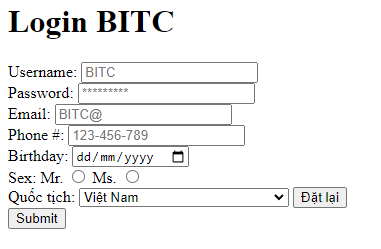 Login BITC
Username: BITC
Password: *********
Email: BITC@
Phone #: 123-456-789
Birthday: dd/mm/yyyy
Sex: Mr. Ms.
Quốc tịch: Việt Nam Đặt lại
Submit